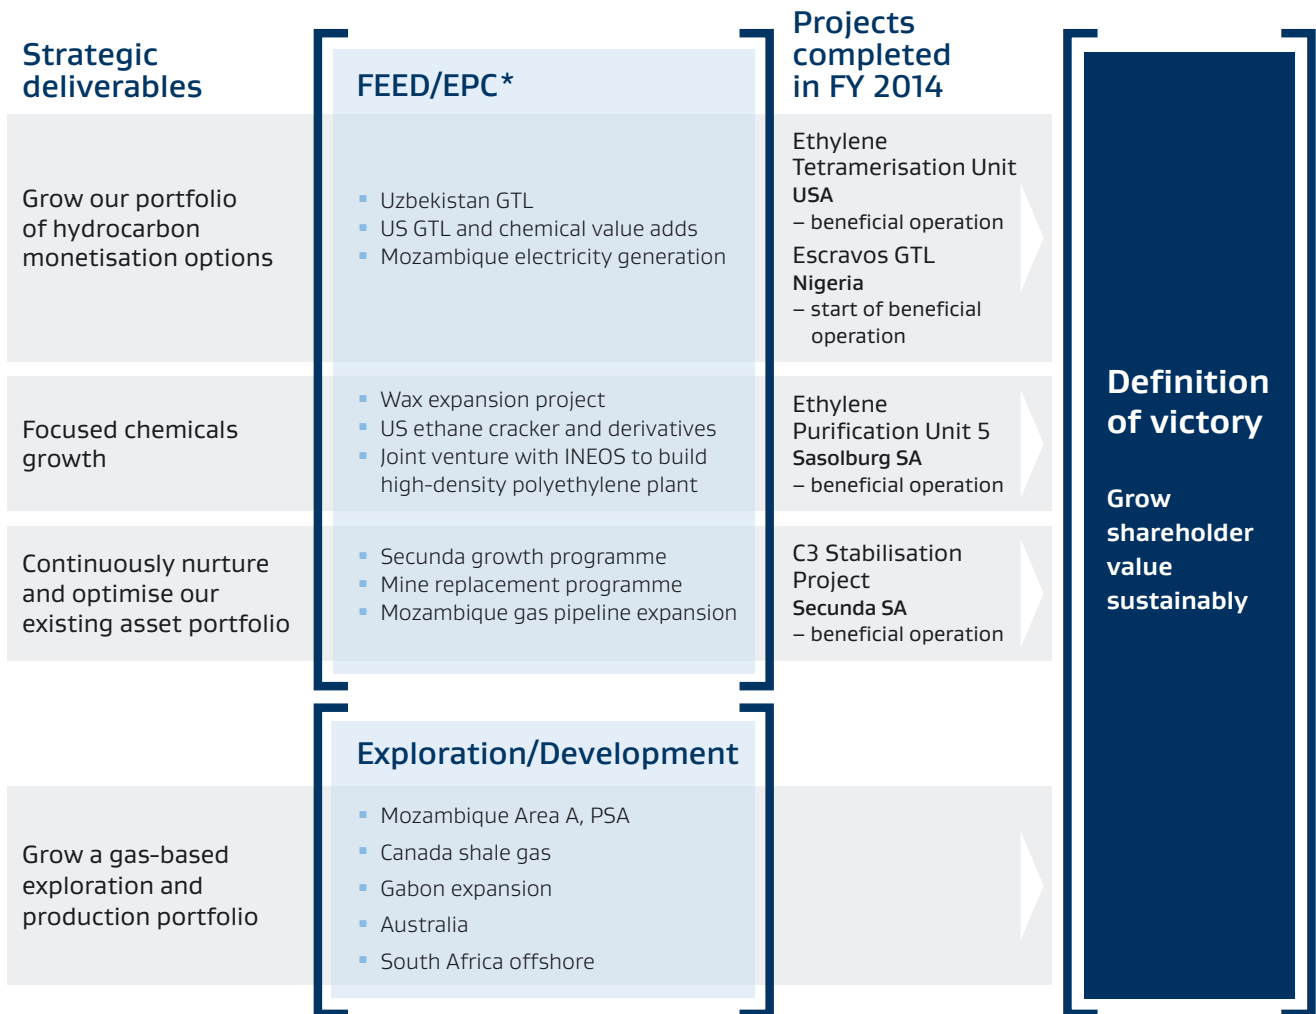 Strategic
deliverables
FEED/EPC*
Projects
completed
in FY 2014
Grow our portfolio
of hydrocarbon
monetisation options
▪ Uzbekistan GTL
▪ US GTL and chemical value adds
▪ Mozambique electricity generation
Ethylene
Tetramerisation Unit
USA
– beneficial operation
Escravos GTL
Nigeria
– start of beneficial
operation
Focused chemicals
growth
▪ Wax expansion project
▪ US ethane cracker and derivatives
▪ Joint venture with INEOS to build
high-density polyethylene plant
Ethylene
Purification Unit 5
Sasolburg SA
– beneficial operation
Continuously nurture
and optimise our
existing asset portfolio
▪ Secunda growth programme
▪ Mine replacement programme
▪ Mozambique gas pipeline expansion
C3 Stabilisation
Project
Secunda SA
– beneficial operation
Exploration/Development
Grow a gas-based
exploration and
production portfolio
▪ Mozambique Area A, PSA
▪ Canada shale gas
▪ Gabon expansion
▪ Australia
▪ South Africa offshore
Definition
of victory
Grow
shareholder
value
sustainably